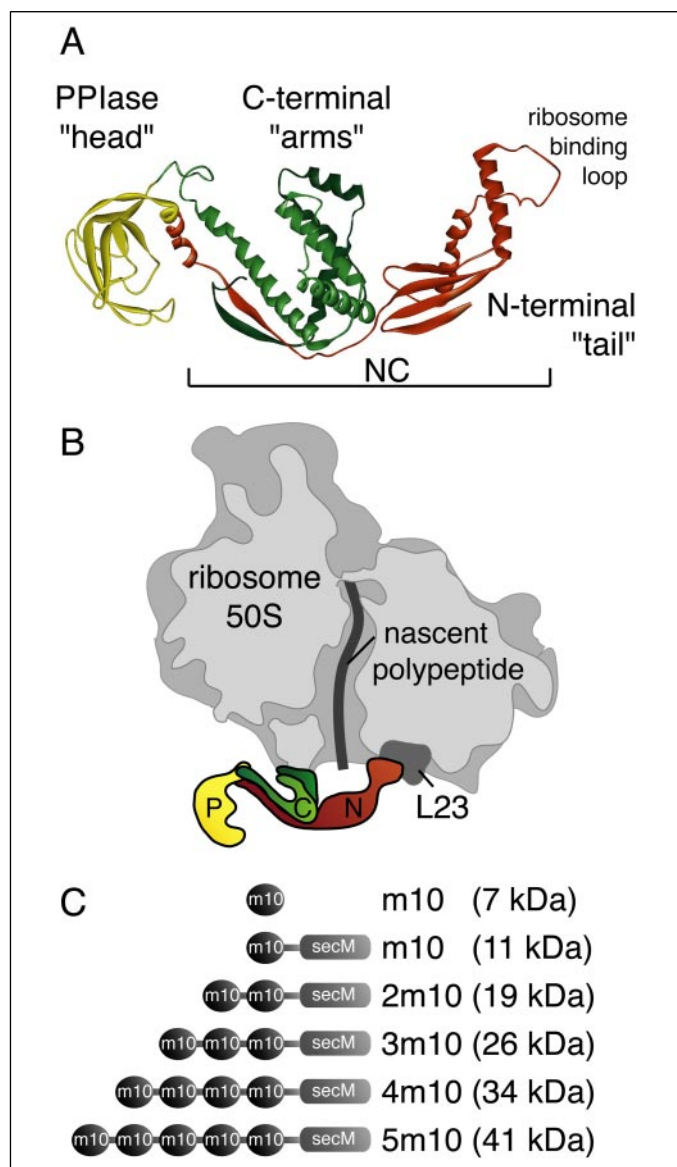 A
PPIase
"head"
C-terminal
"arms"
ribosome
binding
loop
N-terminal
"tail"
NC
B
ribosome
50S
nascent
polypeptide
P
C
N
L23
C
m10 m10 (7 kDa)
m10 secM m10 (11 kDa)
m10 m10 secM 2m10 (19 kDa)
m10 m10 m10 secM 3m10 (26 kDa)
m10 m10 m10 m10 secM 4m10 (34 kDa)
m10 m10 m10 m10 m10 secM 5m10 (41 kDa)